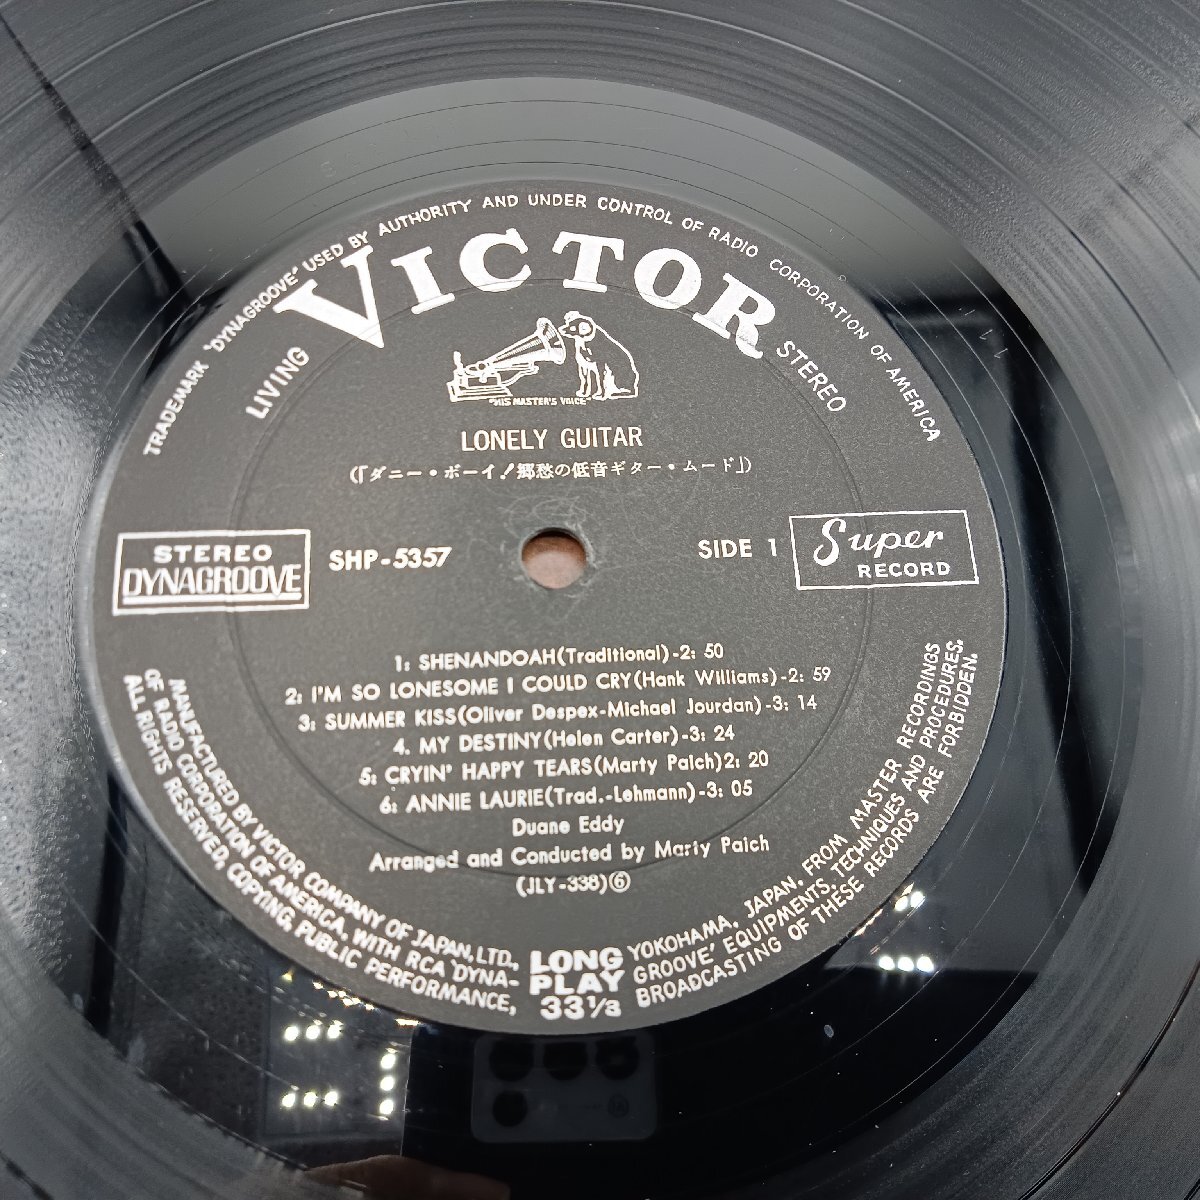 TRADEMARK 'DYNAGROOVE' USED BY AUTHORITY AND UNDER CONTROL OF RADIO CORPORATION OF AMERICA
LIVING
VICTOR
STEREO
"HIS MASTER'S VOICE"
LONELY GUITAR
(「ダニー・ボーイ!郷愁の低音ギター・ムード」)
STEREO
DYNAGROOVE
SHP-5357
SIDE 1
Super
RECORD
1: SHENANDOAH(Traditional)-2: 50
2: I'M SO LONESOME I COULD CRY(Hank Williams)-2: 59
3: SUMMER KISS(Oliver Despex-Michael Jourdan)-3: 14
4. MY DESTINY(Helen Carter)-3: 24
5: CRYIN' HAPPY TEARS(Marty Paich)2: 20
6: ANNIE LAURIE(Trad.-Lehmann)-3: 05
Duane Eddy
Arranged and Conducted by Marty Paich
(JLY-338)⑥
MANUFACTURED BY VICTOR COMPANY OF JAPAN, LTD.,
YOKOHAMA, JAPAN, FROM MASTER RECORDINGS
OF RADIO CORPORATION OF AMERICA, WITH RCA 'DYNA-
GROOVE' EQUIPMENTS, TECHNIQUES AND PROCEDURES.
ALL RIGHTS RESERVED, COPYING, PUBLIC PERFORMANCE,
BROADCASTING OF THESE RECORDS ARE FORBIDDEN.
LONG
PLAY
33 1/3